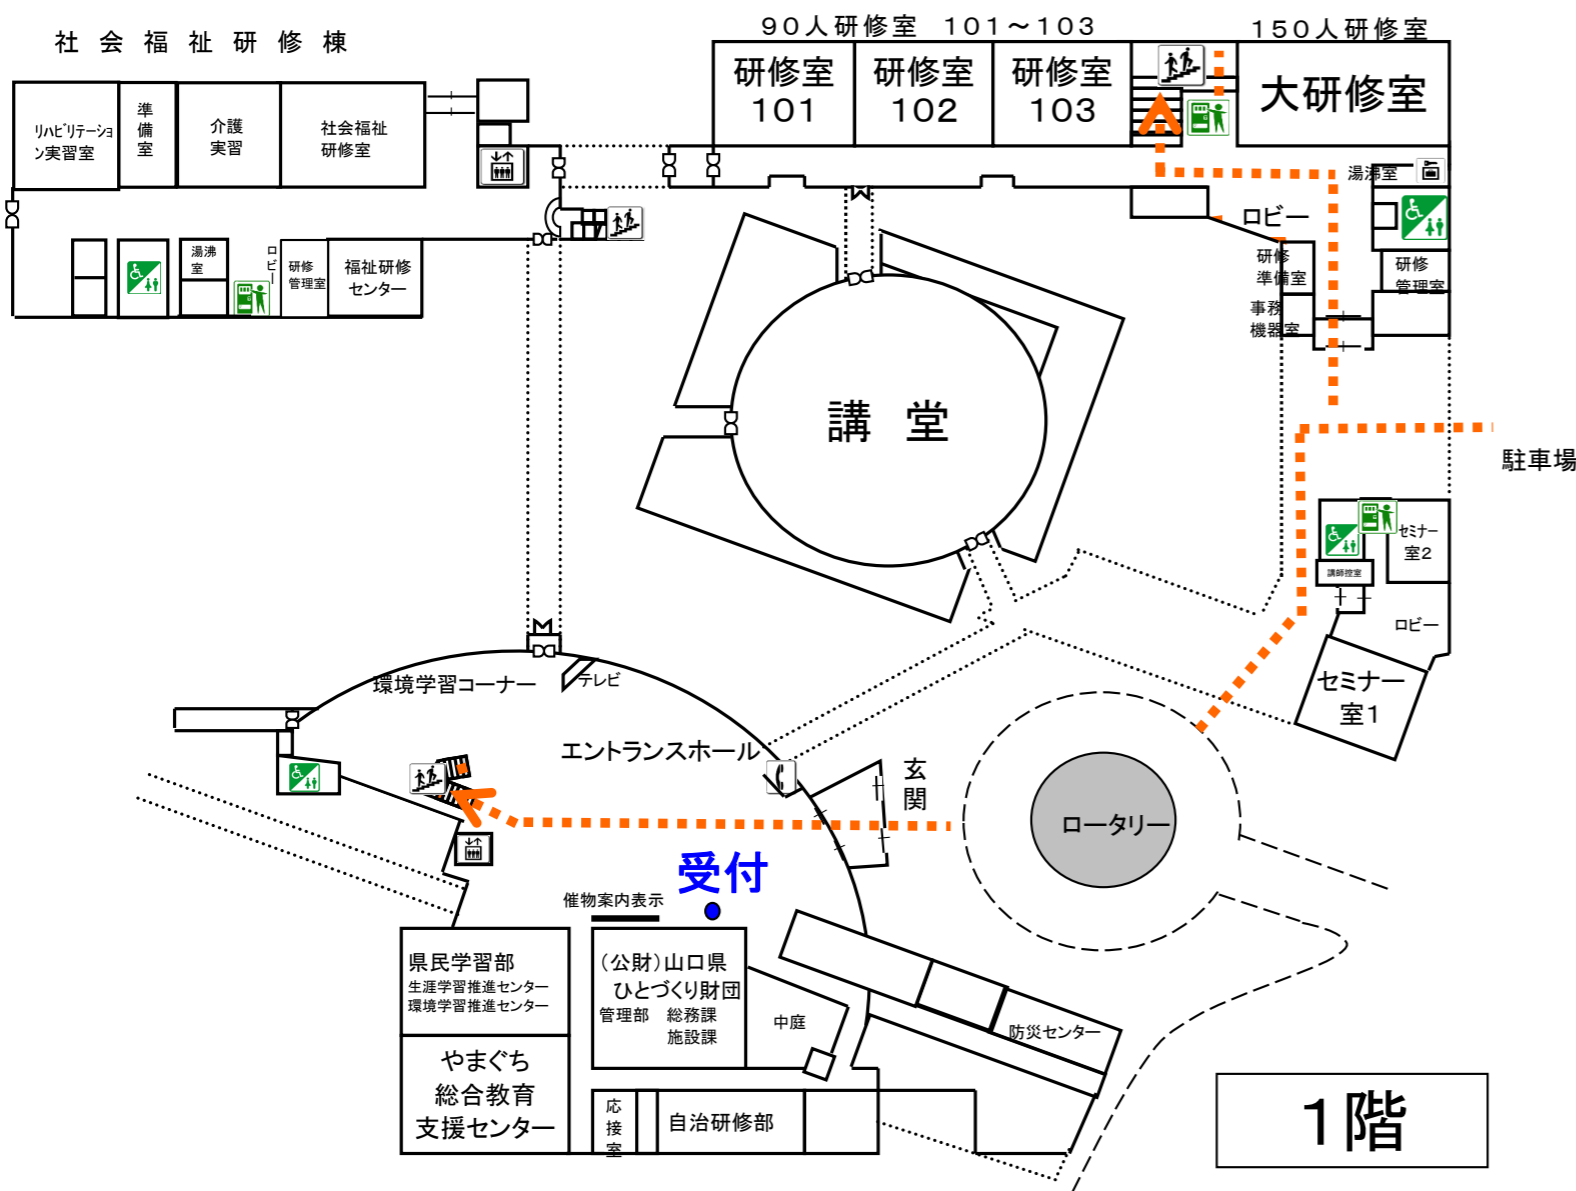 社会福祉研修棟
90人研修室 101～103
150人研修室
研修室
101
研修室
102
研修室
103
大研修室
リハビリテーショ
ン実習室
準
備
室
介護
実習
社会福祉
研修室
湯沸室
ロビー
湯沸
室
ロビー
研修
管理室
福祉研修
センター
研修
準備室
研修
管理室
事務
機器室
講堂
駐車場
セミナー
室2
講師控室
ロビー
セミナー
室1
環境学習コーナー
テレビ
エントランスホール
玄
関
ロータリー
受付
催物案内表示
県民学習部
生涯学習推進センター
環境学習推進センター
(公財)山口県
ひとづくり財団
管理部 総務課
施設課
中庭
防災センター
やまぐち
総合教育
支援センター
応
接
室
自治研修部
1階